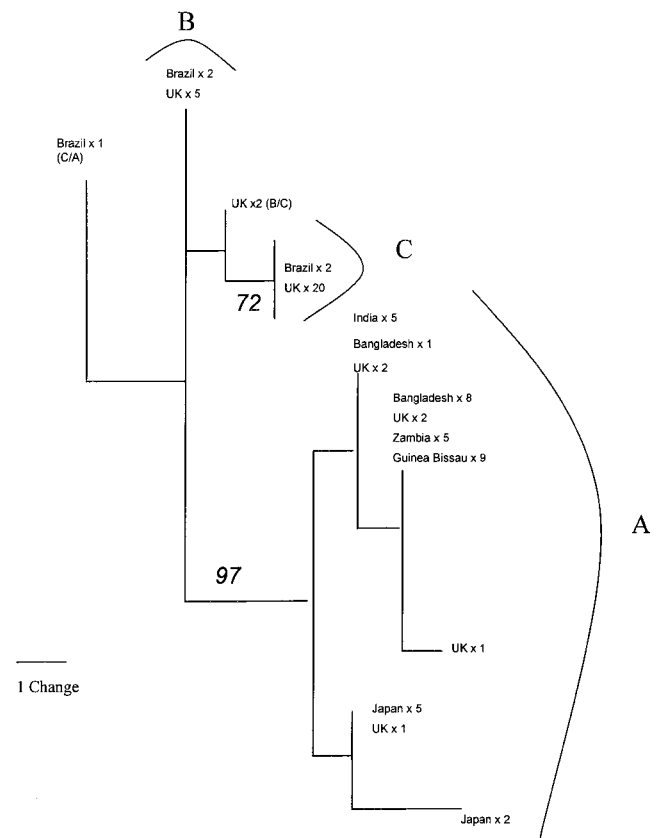 B
Brazil x 2
UK x 5
Brazil x 1
(C/A)
UK x2 (B/C)
C
Brazil x 2
UK x 20
72
India x 5
Bangladesh x 1
UK x 2
Bangladesh x 8
UK x 2
Zambia x 5
Guinea Bissau x 9
A
97
UK x 1
1 Change
Japan x 5
UK x 1
Japan x 2